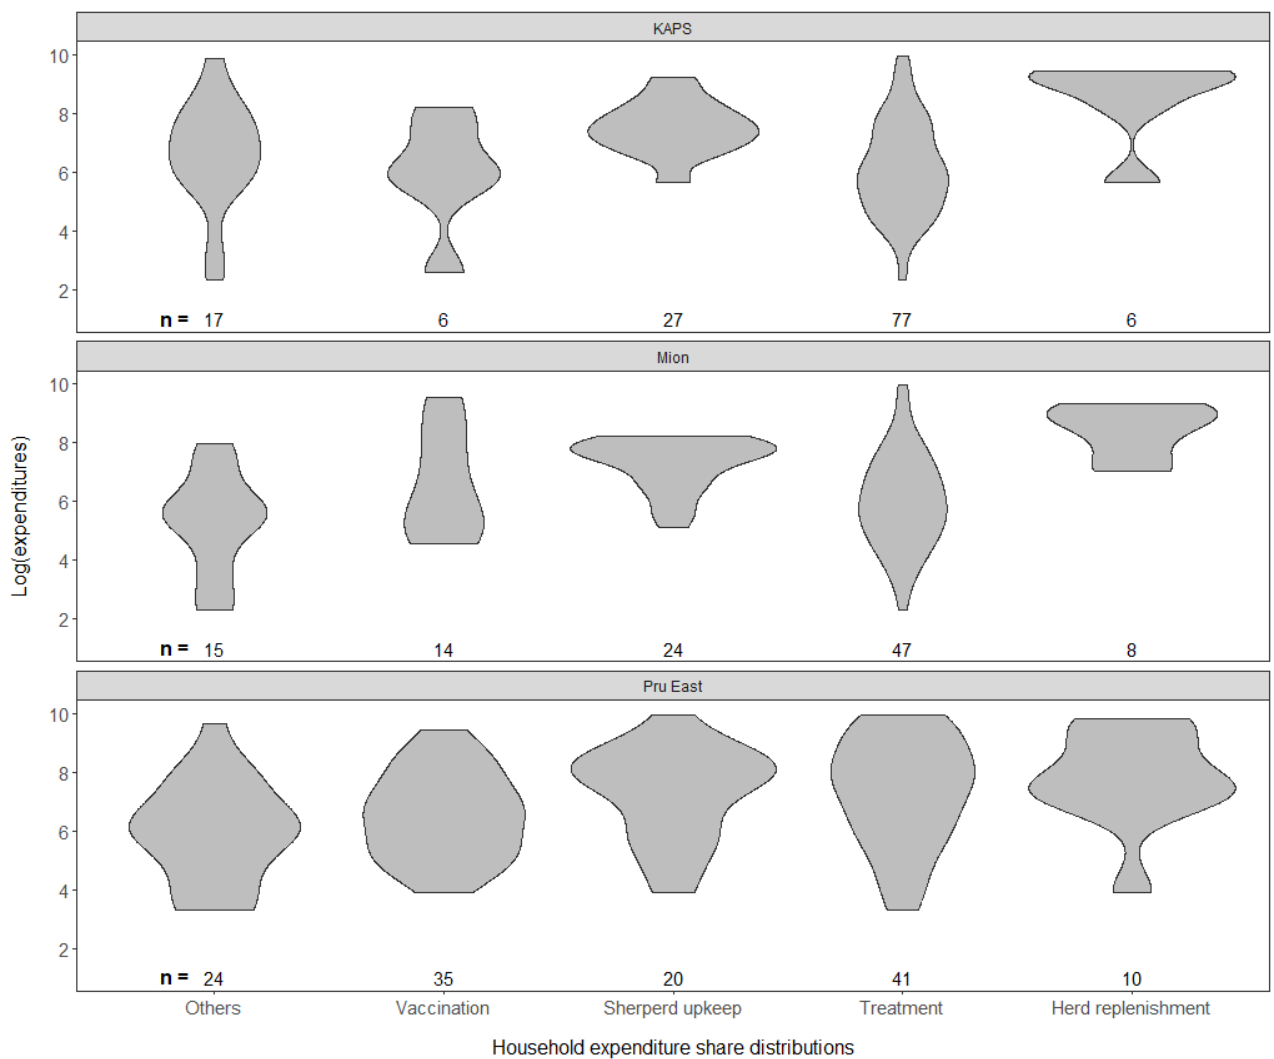 KAPS
10
8
6
4
2
n = 17 6 27 77 6
Mion
10
8
6
4
2
n = 15 14 24 47 8
Pru East
10
8
6
4
2
n = 24 35 20 41 10
Others Vaccination Sherperd upkeep Treatment Herd replenishment
Household expenditure share distributions
Log(expenditures)